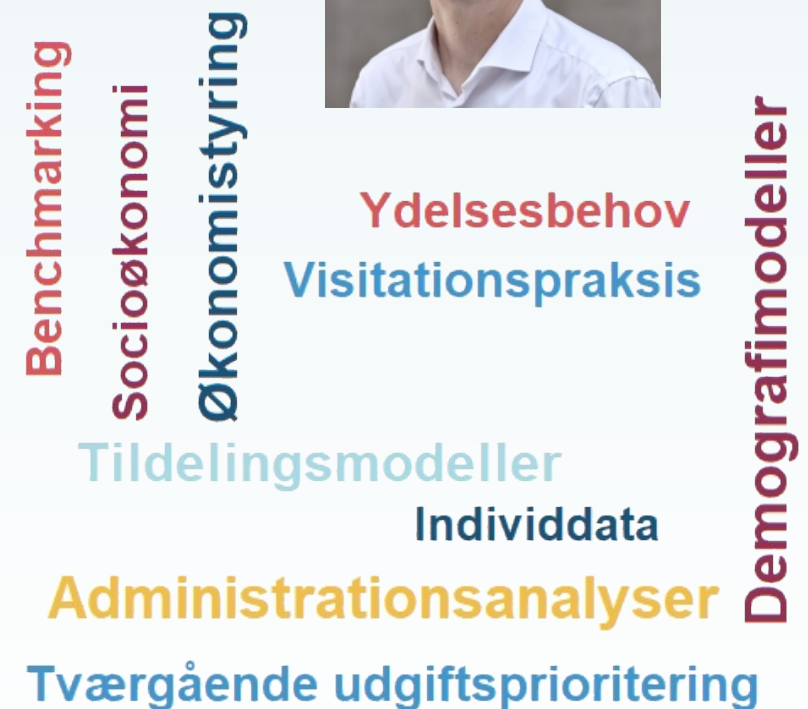 Benchmarking
Socioøkonomi
Økonomistyring
Ydelsesbehov
Visitationspraksis
Demografimodeller
Tildelingsmodeller
Individdata
Administrationsanalyser
Tværgående udgiftsprioritering